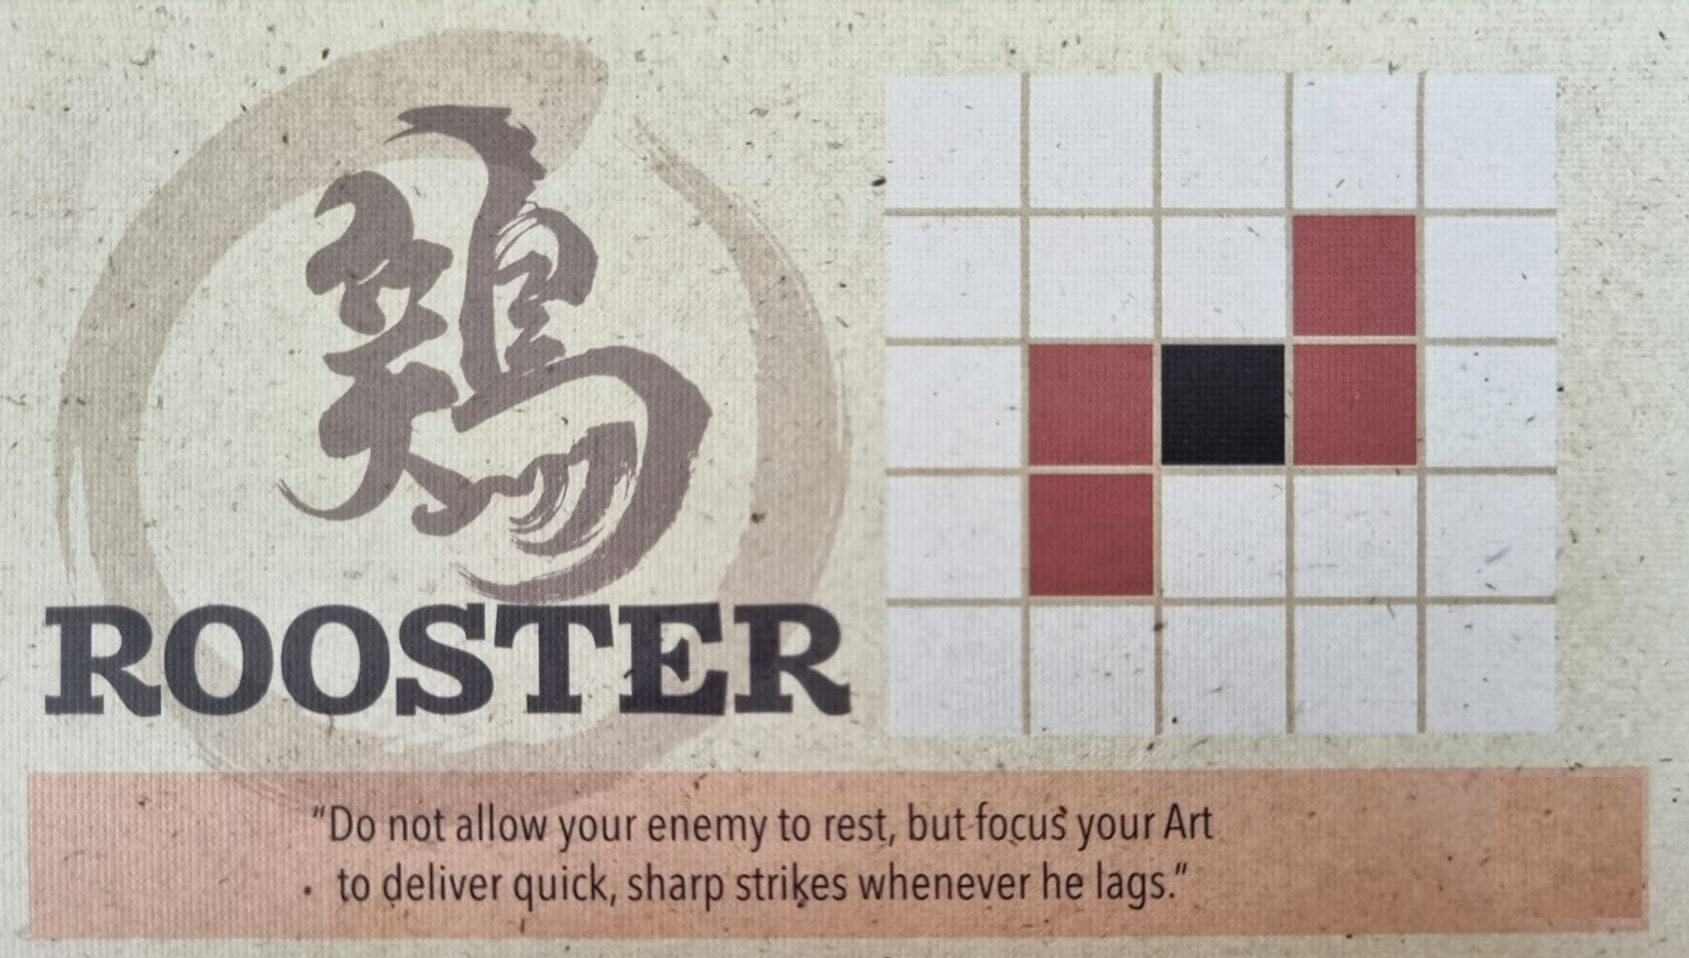 鶏
ROOSTER
“Do not allow your enemy to rest, but focus your Art
to deliver quick, sharp strikes whenever he lags.”